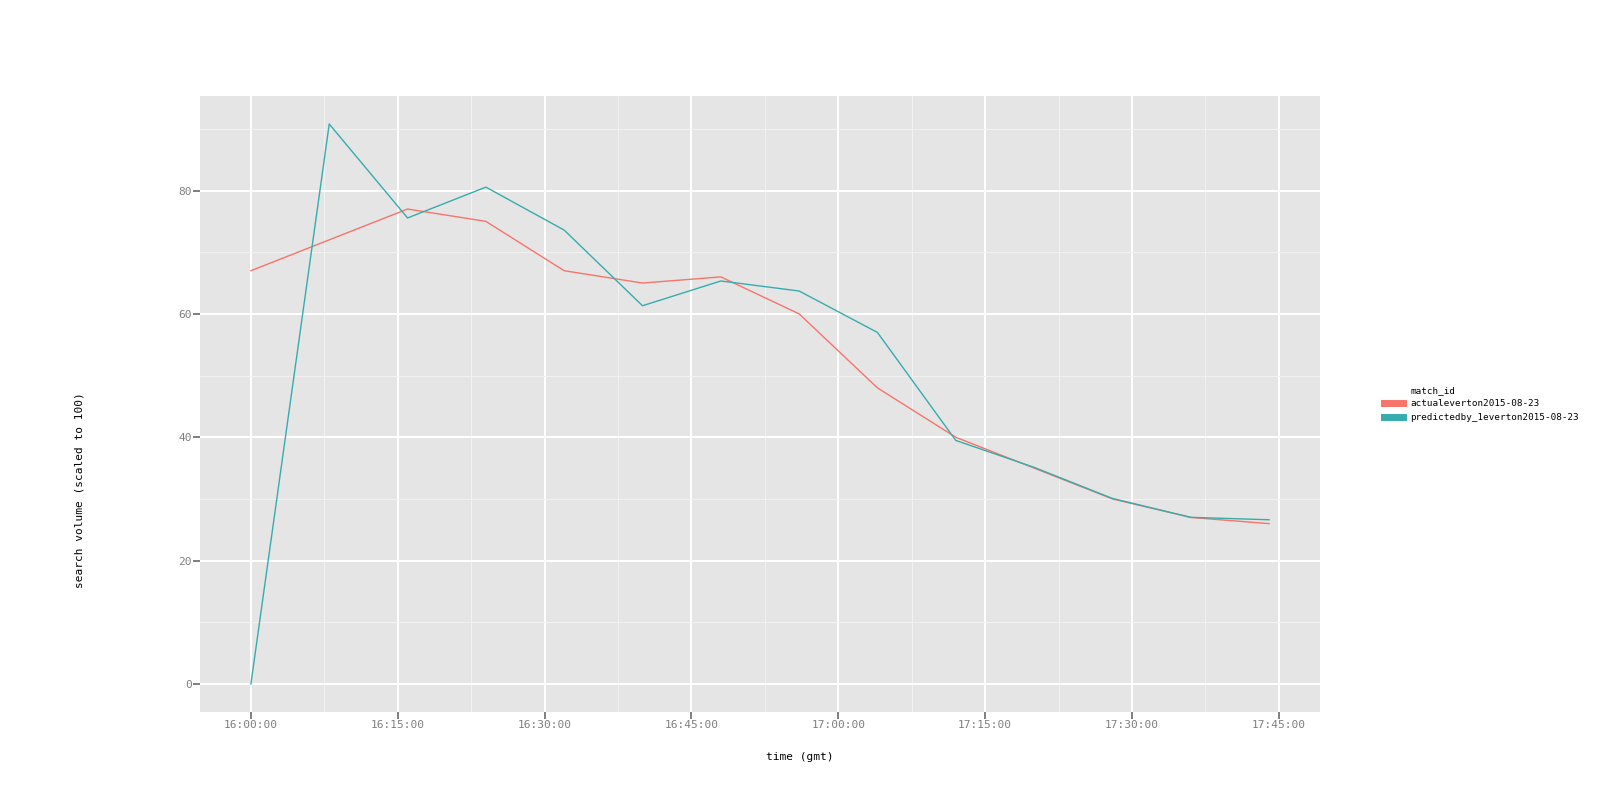 80
60
40
20
0
search volume (scaled to 100)
16:00:00 16:15:00 16:30:00 16:45:00 17:00:00 17:15:00 17:30:00 17:45:00
time (gmt)
match_id
actualeverton2015-08-23
predictedby_1everton2015-08-23